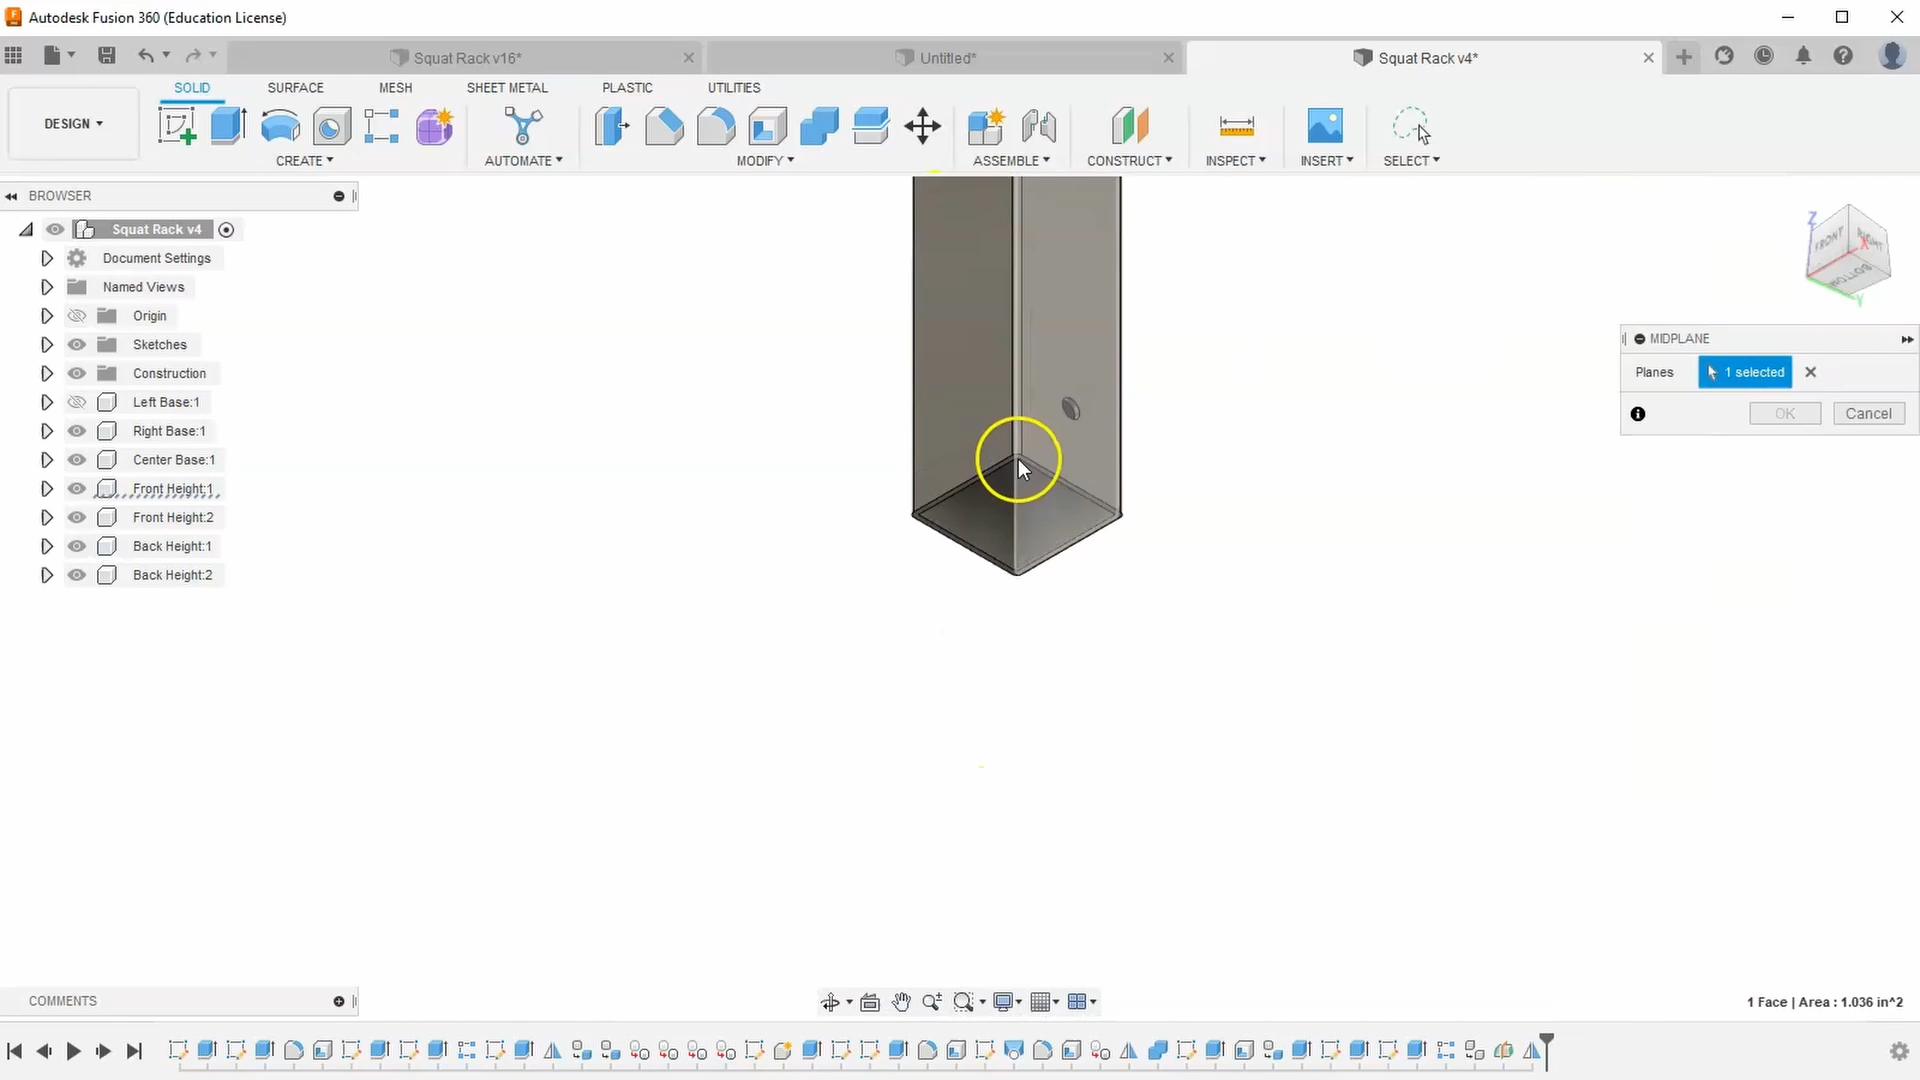 Autodesk Fusion 360 (Education License)
Squat Rack v16*
Untitled*
Squat Rack v4*
DESIGN
SOLID
SURFACE
MESH
SHEET METAL
PLASTIC
UTILITIES
CREATE
AUTOMATE
MODIFY
ASSEMBLE
CONSTRUCT
INSPECT
INSERT
SELECT
BROWSER
Squat Rack v4
Document Settings
Named Views
Origin
Sketches
Construction
Left Base:1
Right Base:1
Center Base:1
Front Height:1
Front Height:2
Back Height:1
Back Height:2
Z
FRONT
RIGHT
X
BOTTOM
Y
MIDPLANE
Planes
1 selected
OK
Cancel
COMMENTS
1 Face | Area : 1.036 in^2